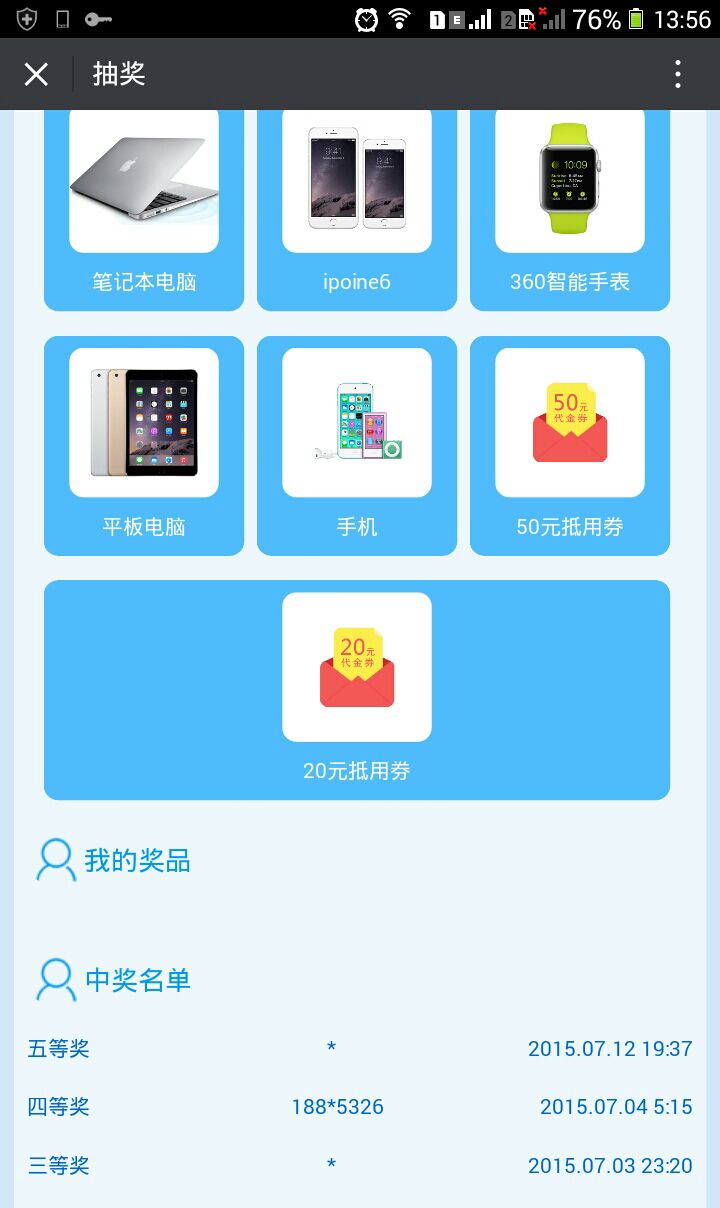 1 E 2 76% 13:56
抽奖
笔记本电脑
ipoine6
360智能手表
平板电脑
手机
50元
代金券
50元抵用券
20元
代金券
20元抵用券
我的奖品
中奖名单
五等奖 * 2015.07.12 19:37
四等奖 188*5326 2015.07.04 5:15
三等奖 * 2015.07.03 23:20